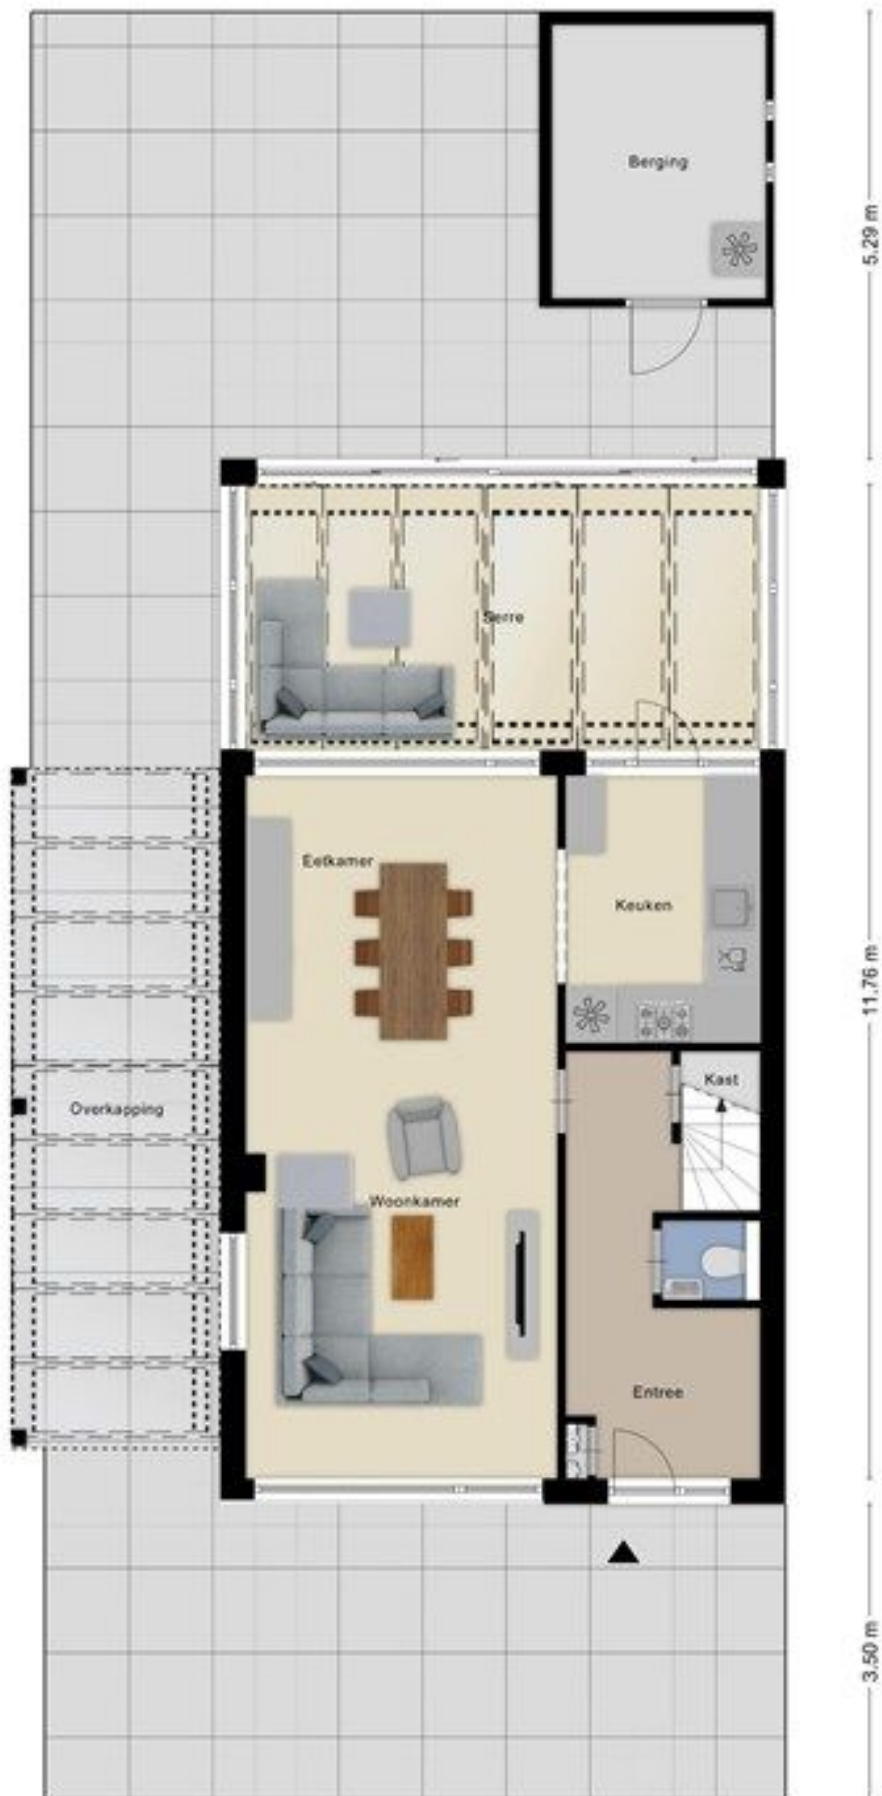 Berging
5.29 m
Serre
Eetkamer
Keuken
11.76 m
Kast
Overkapping
Woonkamer
Entree
3.50 m